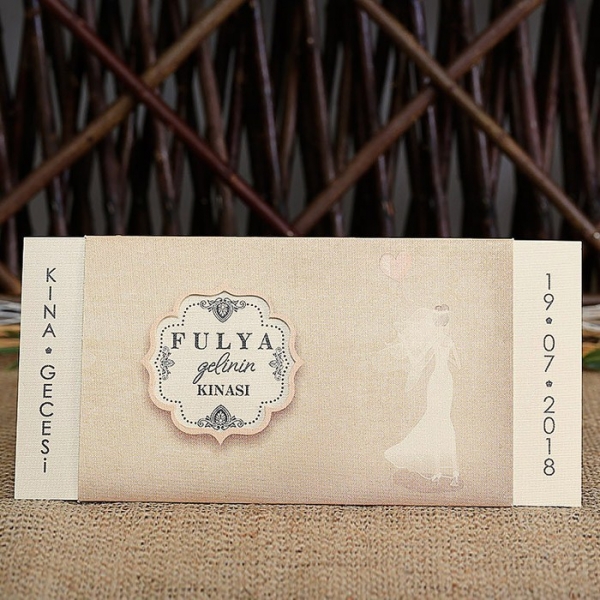 KINA GECESİ
FULYA
gelinin
KINASI
19 07 2018